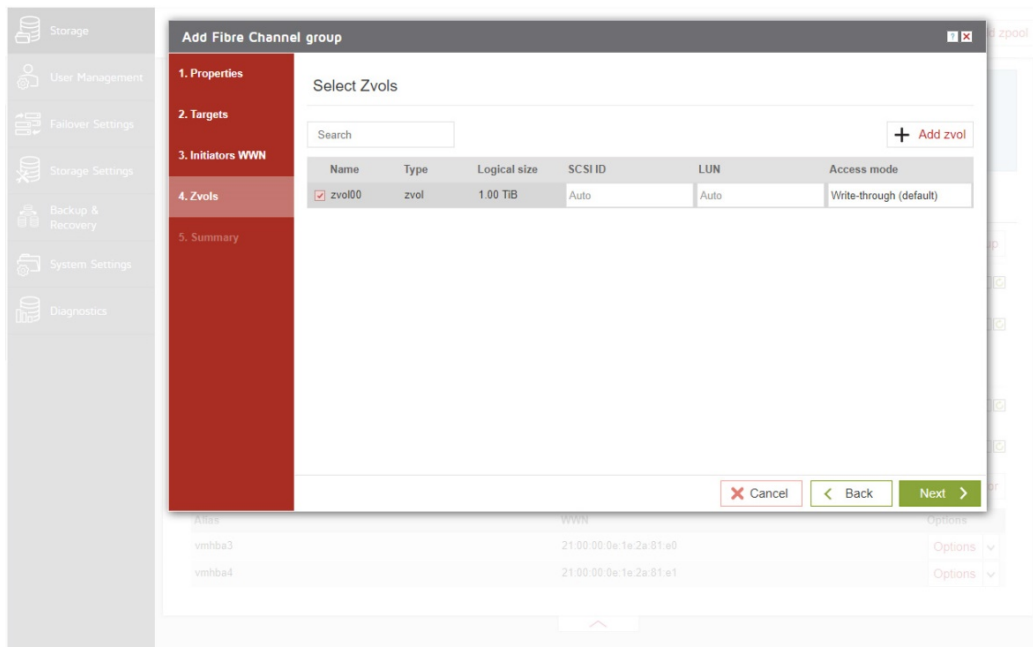 Storage
User Management
Failover Settings
Storage Settings
Backup &
Recovery
System Settings
Diagnostics
d zpool
Add Fibre Channel group
?
1. Properties
2. Targets
3. Initiators WWN
4. Zvols
5. Summary
Select Zvols
Search
Add zvol
Name Type Logical size SCSI ID LUN Access mode
zvol00 zvol 1.00 TiB Auto Auto Write-through (default)
up
Cancel Back Next
or
Alias WWN Options
vmhba3 21:00:00:0e:1e:2a:81:e0 Options
vmhba4 21:00:00:0e:1e:2a:81:e1 Options